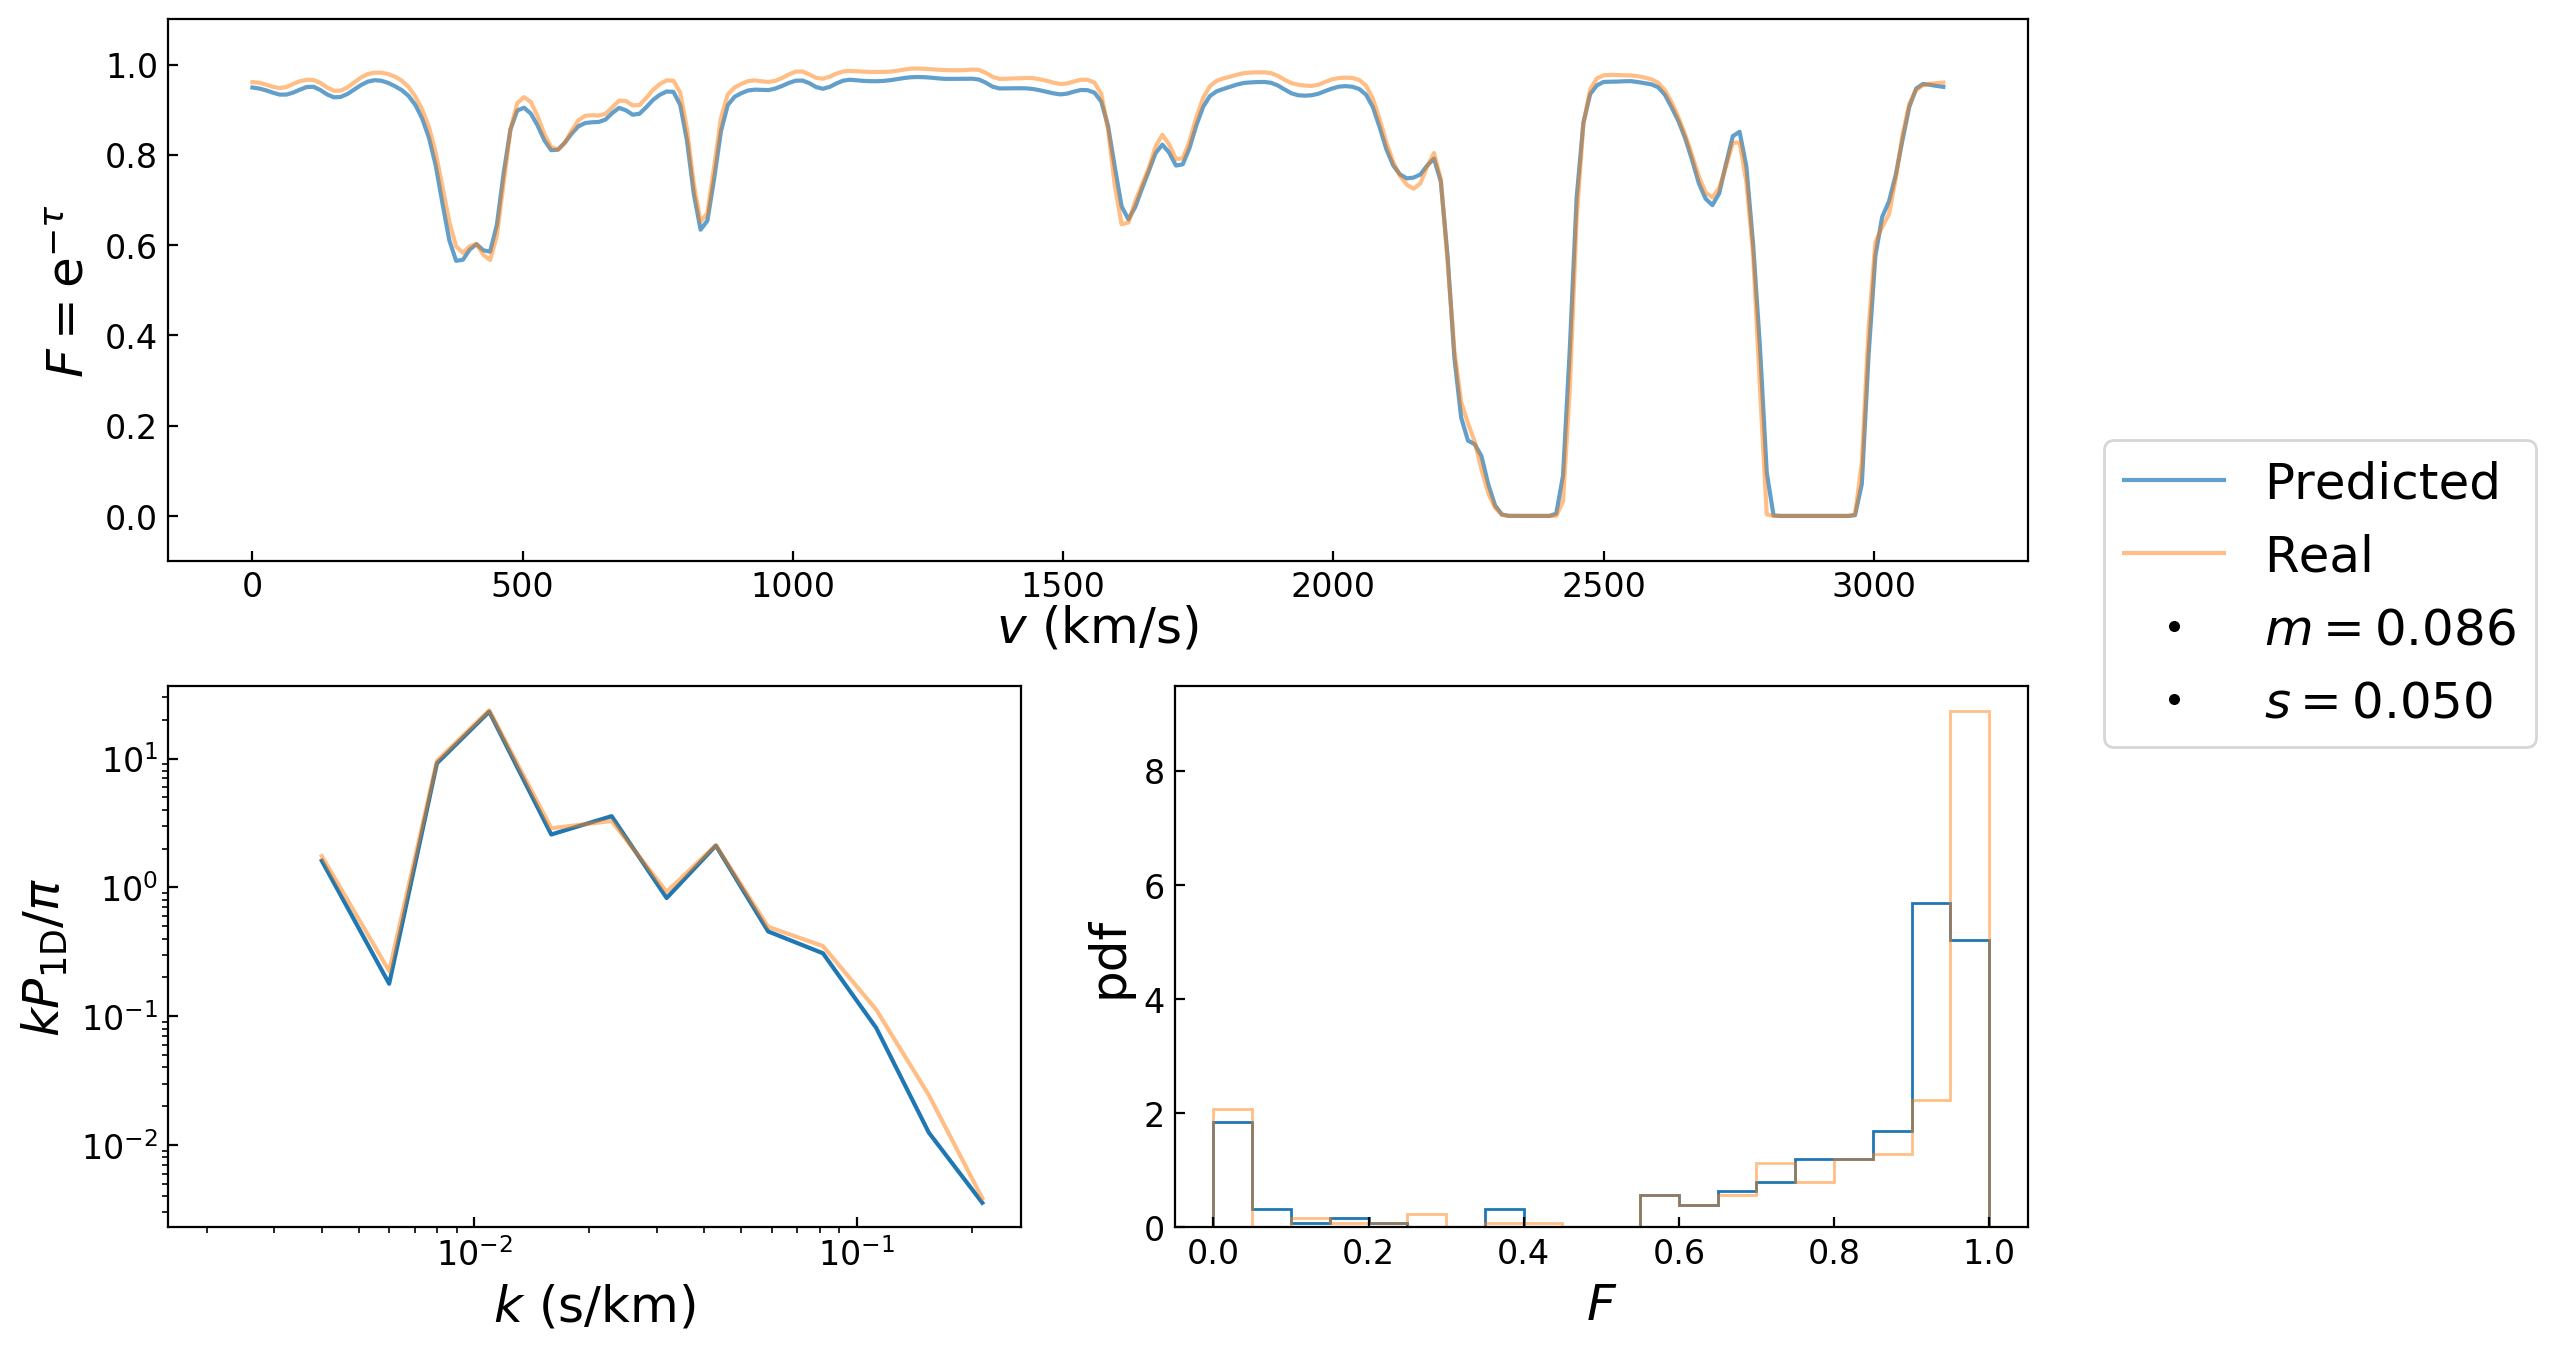 1.0
0.8
0.6
0.4
0.2
0.0
F = e^{−τ}
0 500 1000 1500 2000 2500 3000
v (km/s)
Predicted
Real
m = 0.086
s = 0.050
10^1
10^0
10^{−1}
10^{−2}
kP_{1D}/π
10^{−2} 10^{−1}
k (s/km)
8
6
4
2
0
pdf
0.0 0.2 0.4 0.6 0.8 1.0
F